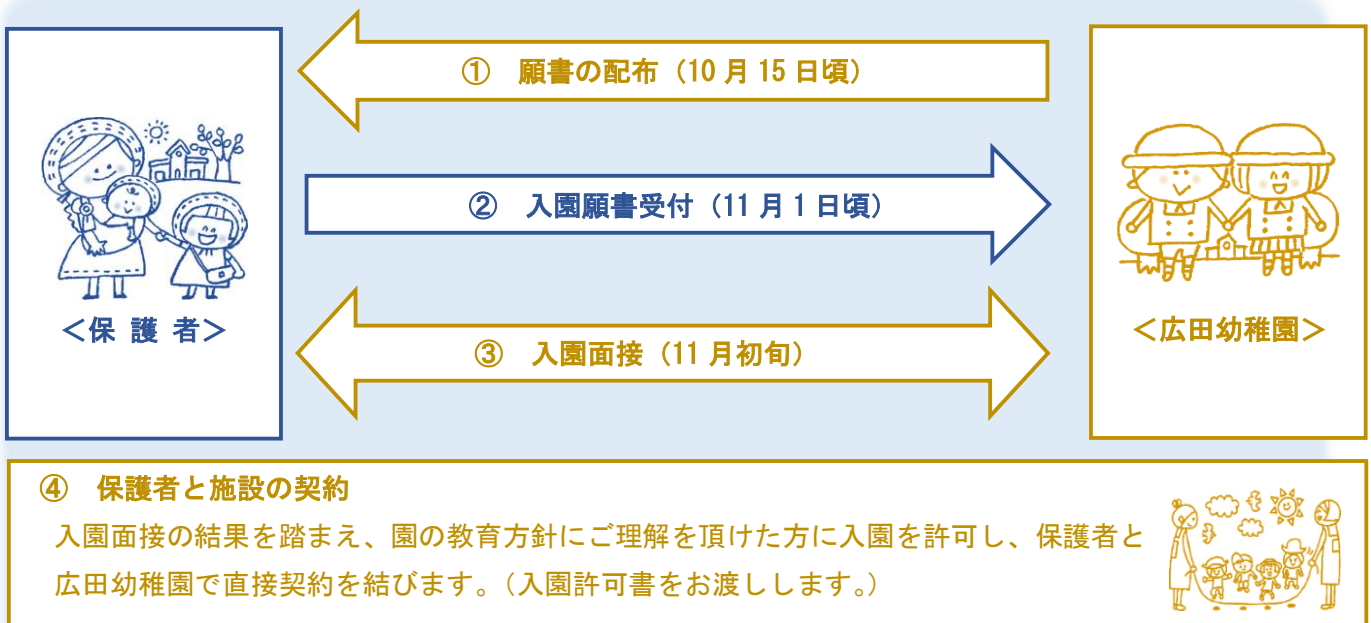 ① 願書の配布（10 月 15 日頃）
② 入園願書受付（11 月 1 日頃）
③ 入園面接（11 月初旬）
＜保 護 者＞
＜広田幼稚園＞
④ 保護者と施設の契約
入園面接の結果を踏まえ、園の教育方針にご理解を頂けた方に入園を許可し、保護者と
広田幼稚園で直接契約を結びます。（入園許可書をお渡しします。）